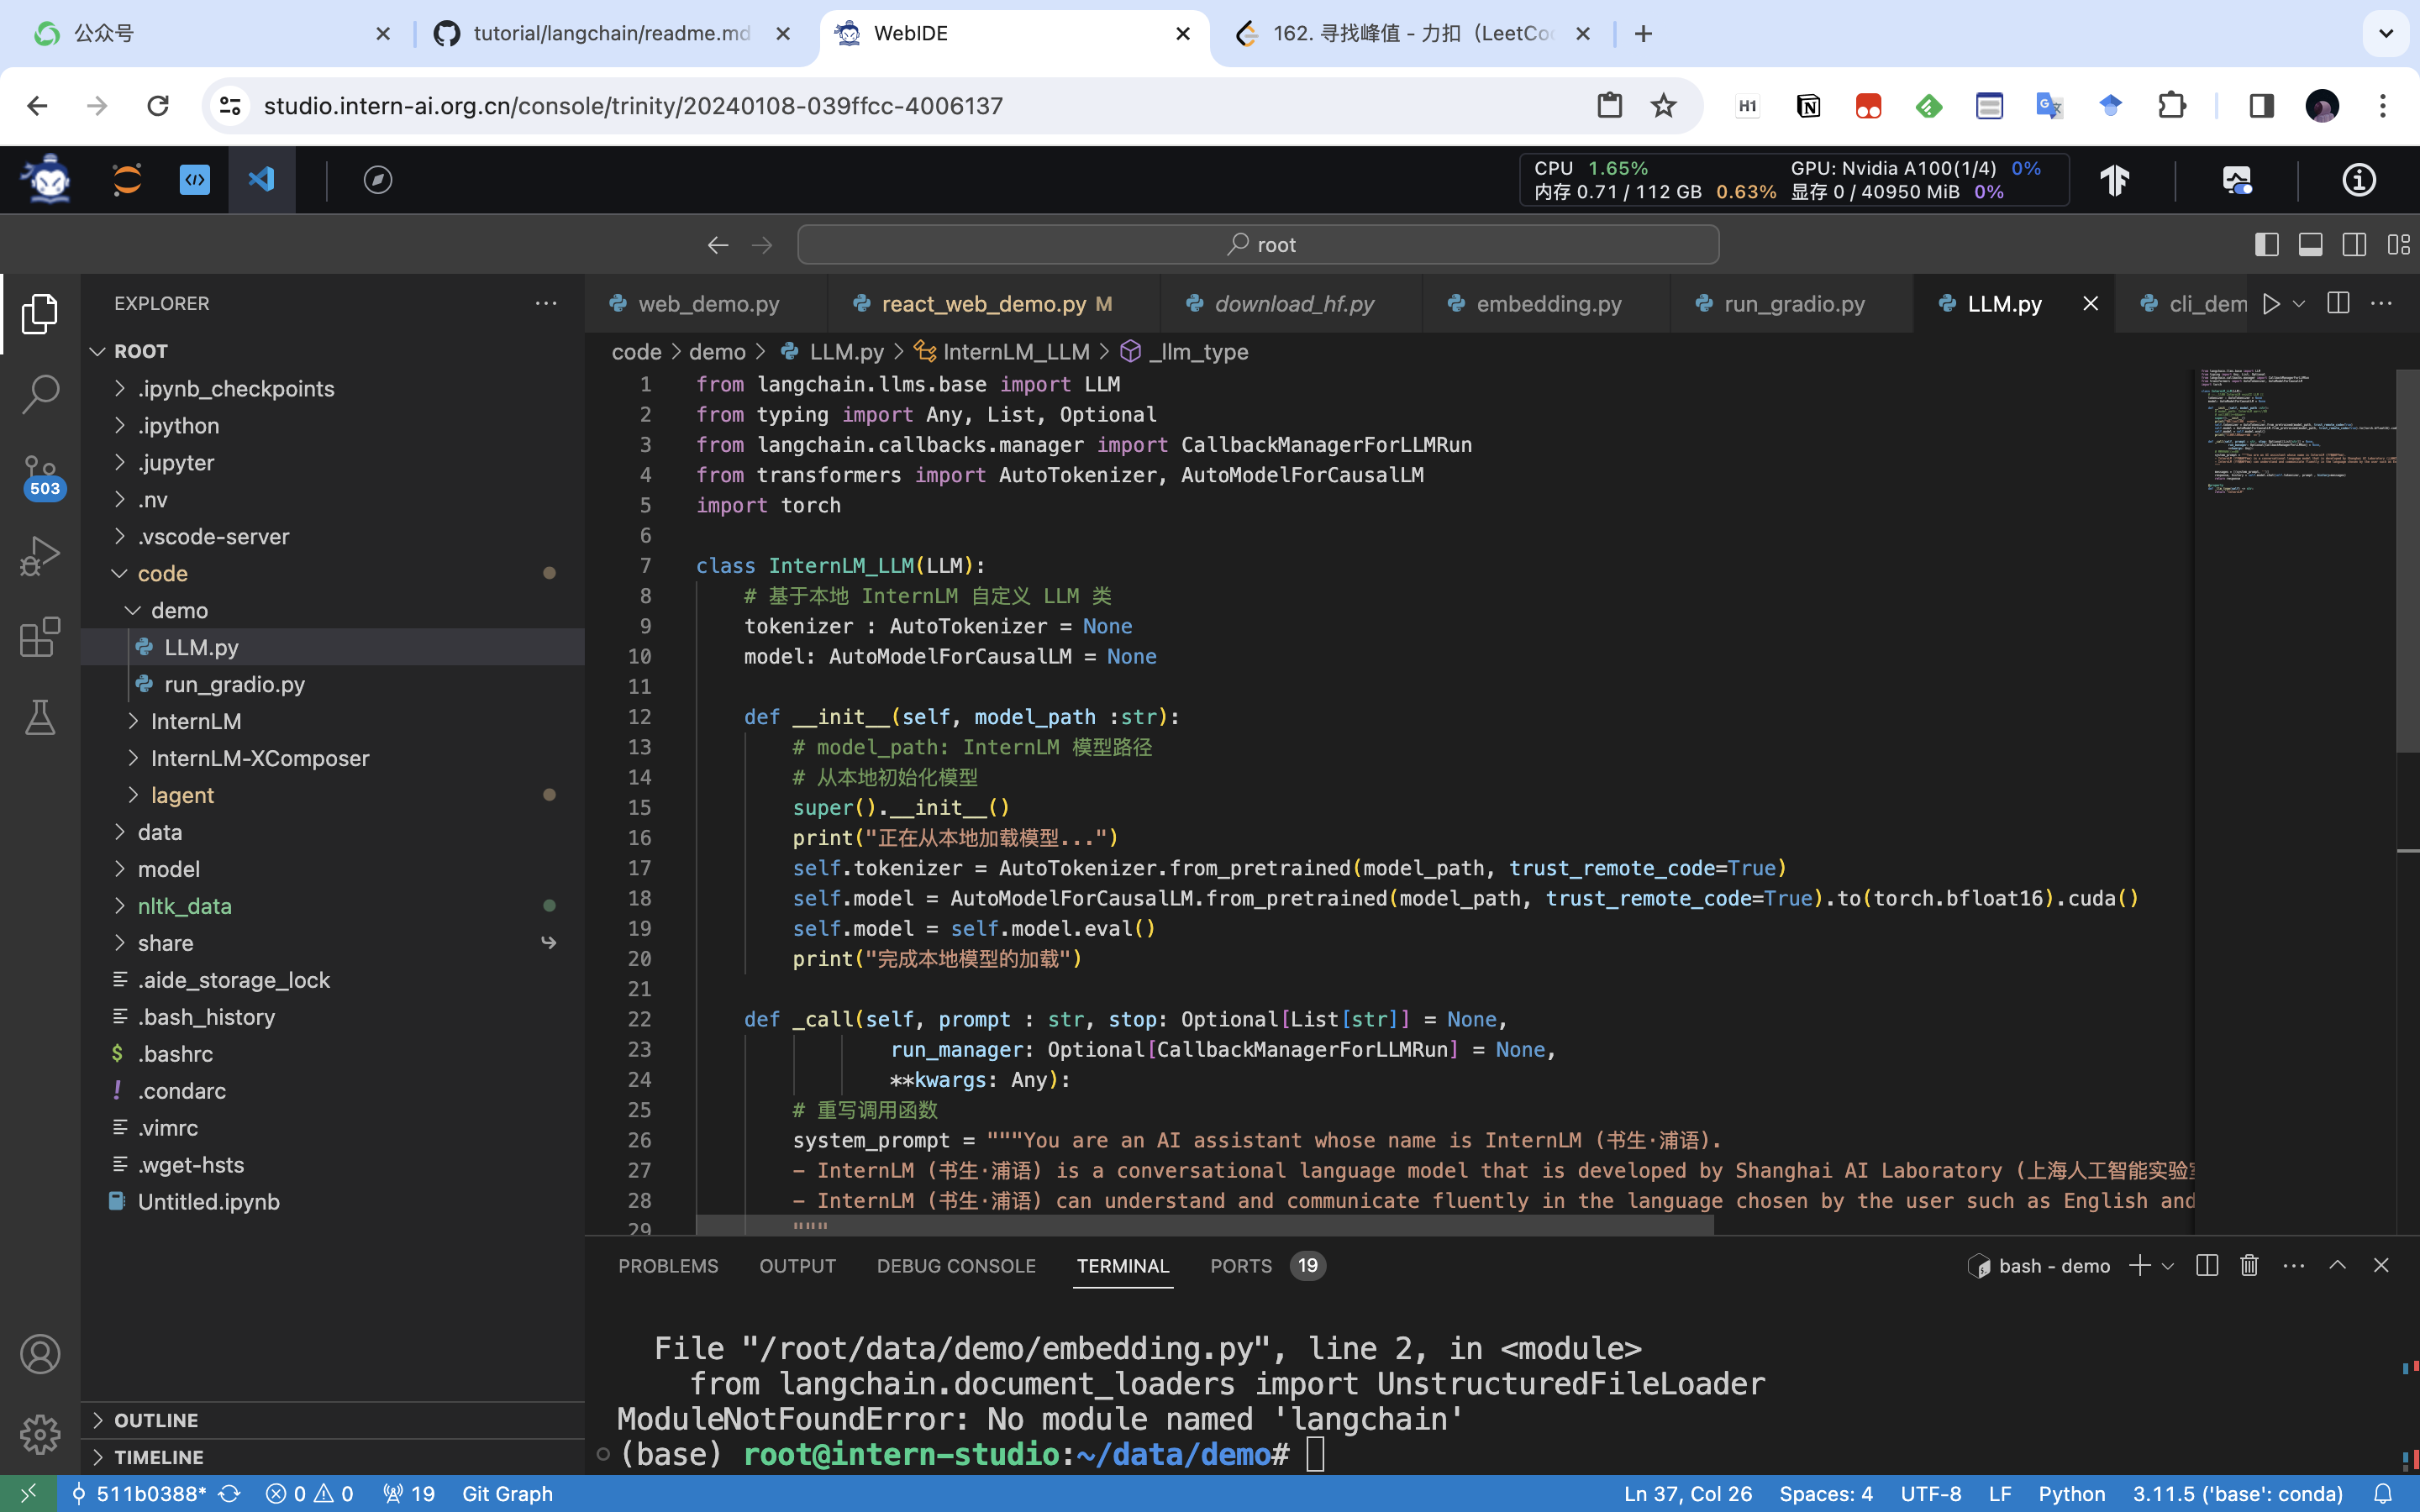 公众号
tutorial/langchain/readme.md
WebIDE
162. 寻找峰值 - 力扣（LeetCo
studio.intern-ai.org.cn/console/trinity/20240108-039ffcc-4006137
H1
CPU 1.65% GPU: Nvidia A100(1/4) 0%
内存 0.71 / 112 GB 0.63% 显存 0 / 40950 MiB 0%
root
EXPLORER
web_demo.py
react_web_demo.py M
download_hf.py
embedding.py
run_gradio.py
LLM.py
cli_dem
ROOT
.ipynb_checkpoints
.ipython
.jupyter
.nv
.vscode-server
code
demo
LLM.py
run_gradio.py
InternLM
InternLM-XComposer
lagent
data
model
nltk_data
share
.aide_storage_lock
.bash_history
.bashrc
.condarc
.vimrc
.wget-hsts
Untitled.ipynb
OUTLINE
TIMELINE
503
code > demo > LLM.py > InternLM_LLM > _llm_type
1 from langchain.llms.base import LLM
2 from typing import Any, List, Optional
3 from langchain.callbacks.manager import CallbackManagerForLLMRun
4 from transformers import AutoTokenizer, AutoModelForCausalLM
5 import torch
6
7 class InternLM_LLM(LLM):
8 # 基于本地 InternLM 自定义 LLM 类
9 tokenizer : AutoTokenizer = None
10 model: AutoModelForCausalLM = None
11
12 def __init__(self, model_path :str):
13 # model_path: InternLM 模型路径
14 # 从本地初始化模型
15 super().__init__()
16 print("正在从本地加载模型...")
17 self.tokenizer = AutoTokenizer.from_pretrained(model_path, trust_remote_code=True)
18 self.model = AutoModelForCausalLM.from_pretrained(model_path, trust_remote_code=True).to(torch.bfloat16).cuda()
19 self.model = self.model.eval()
20 print("完成本地模型的加载")
21
22 def _call(self, prompt : str, stop: Optional[List[str]] = None,
23 run_manager: Optional[CallbackManagerForLLMRun] = None,
24 **kwargs: Any):
25 # 重写调用函数
26 system_prompt = """You are an AI assistant whose name is InternLM (书生·浦语).
27 - InternLM (书生·浦语) is a conversational language model that is developed by Shanghai AI Laboratory (上海人工智能实验室
28 - InternLM (书生·浦语) can understand and communicate fluently in the language chosen by the user such as English and
29 """
PROBLEMS OUTPUT DEBUG CONSOLE TERMINAL PORTS 19
bash - demo
File "/root/data/demo/embedding.py", line 2, in <module>
from langchain.document_loaders import UnstructuredFileLoader
ModuleNotFoundError: No module named 'langchain'
(base) root@intern-studio:~/data/demo#
511b0388* 0 0 19 Git Graph
Ln 37, Col 26 Spaces: 4 UTF-8 LF Python 3.11.5 ('base': conda)